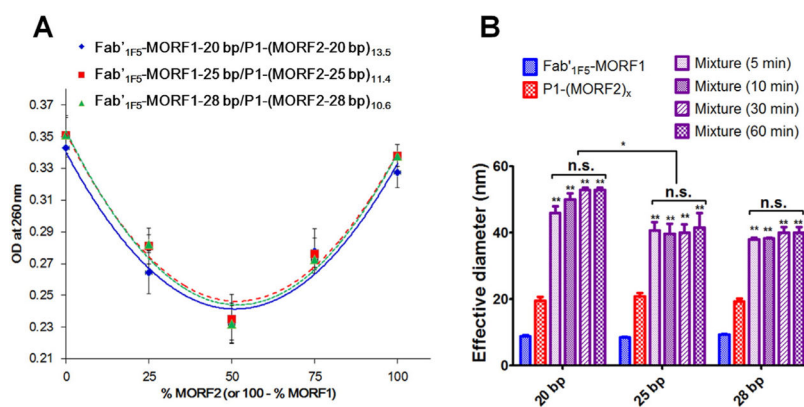 A
Fab'1F5-MORF1-20 bp/P1-(MORF2-20 bp)13.5
Fab'1F5-MORF1-25 bp/P1-(MORF2-25 bp)11.4
Fab'1F5-MORF1-28 bp/P1-(MORF2-28 bp)10.6
OD at 260nm
0.37
0.35
0.33
0.31
0.29
0.27
0.25
0.23
0.21
0
25
50
75
100
% MORF2 (or 100 - % MORF1)
B
Fab'1F5-MORF1
P1-(MORF2)x
Mixture (5 min)
Mixture (10 min)
Mixture (30 min)
Mixture (60 min)
Effective diameter (nm)
60
40
20
0
*
n.s.
n.s.
n.s.
** ** ** **
** ** ** **
** ** ** **
20 bp
25 bp
28 bp